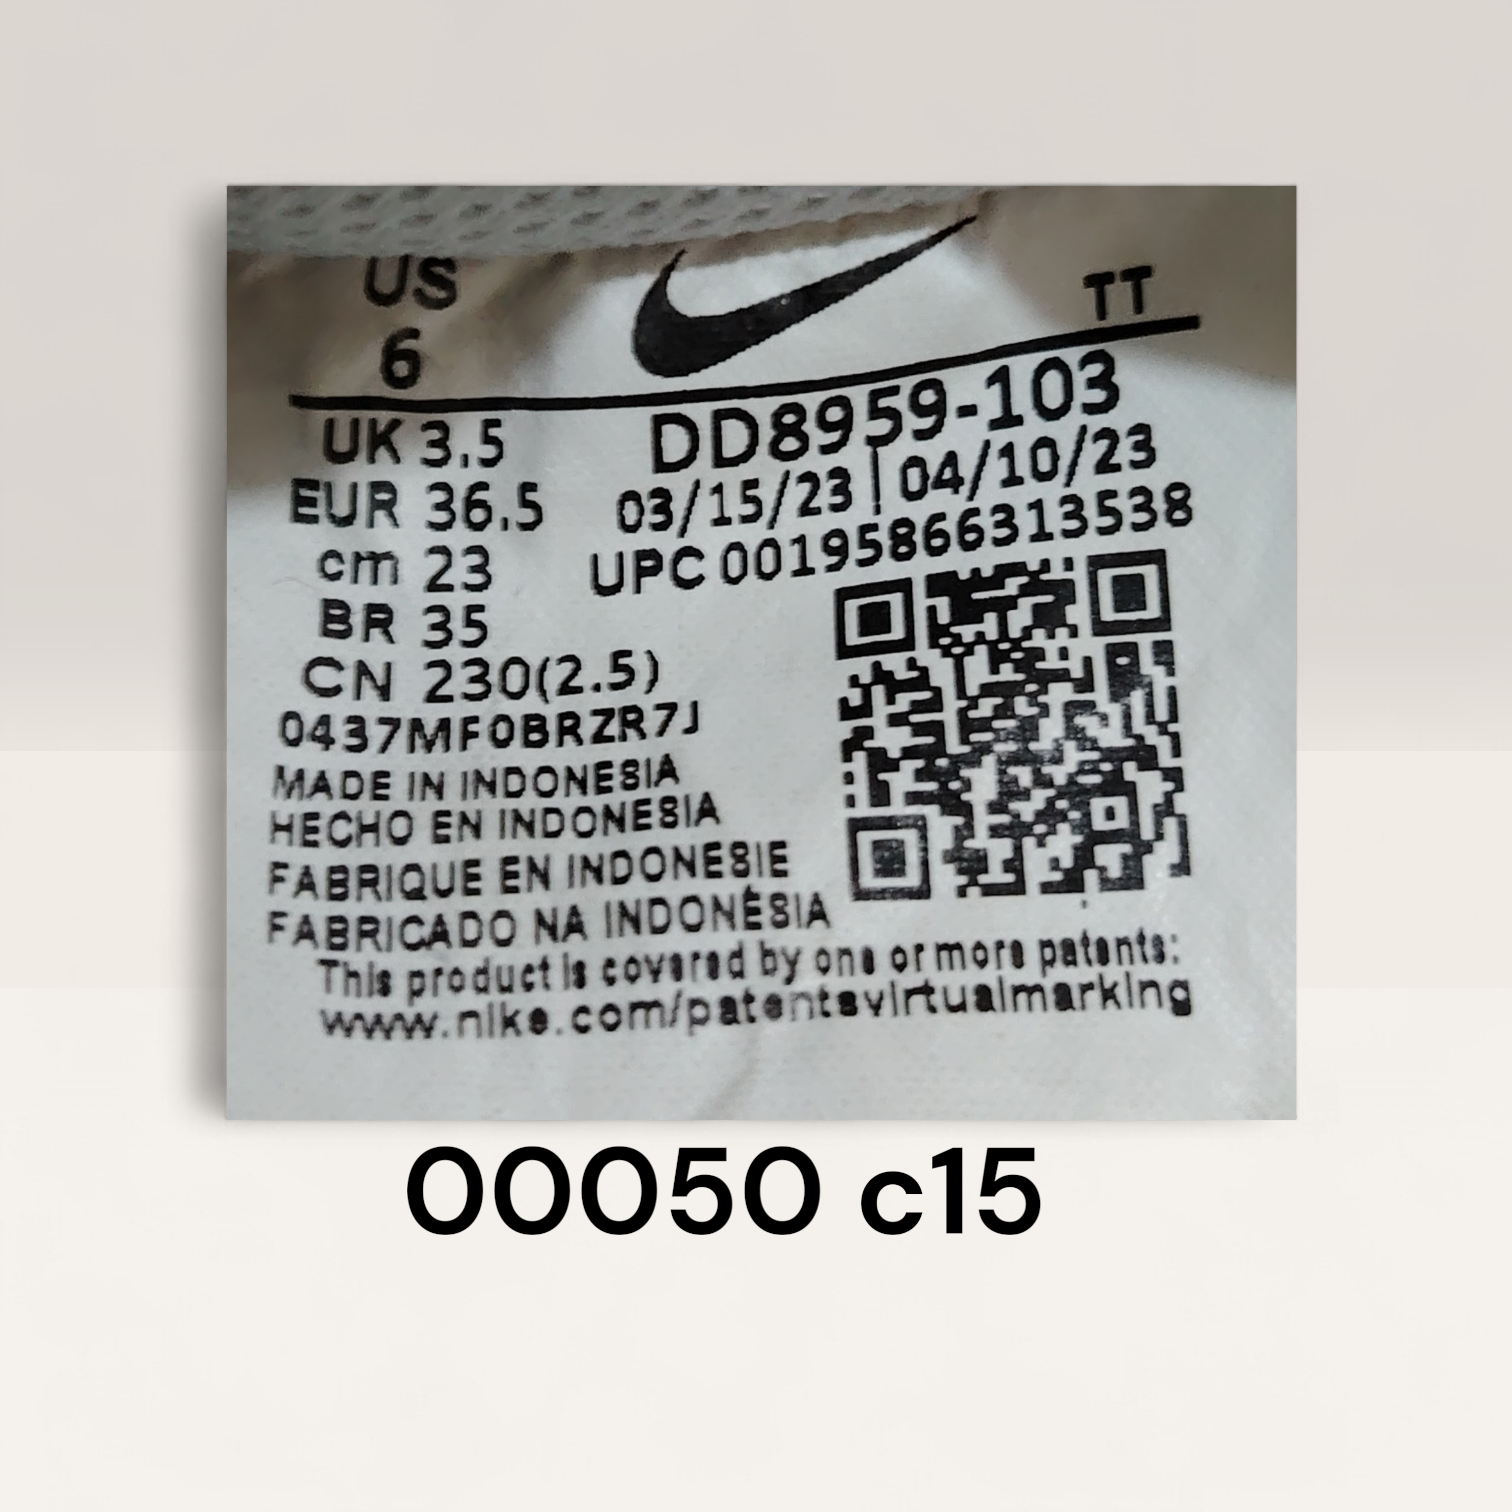 US
6
TT
UK 3.5
EUR 36.5
cm 23
BR 35
CN 230(2.5)
DD8959-103
03/15/23 | 04/10/23
UPC 00195866313538
0437MF0BRZR7J
MADE IN INDONESIA
HECHO EN INDONESIA
FABRIQUE EN INDONESIE
FABRICADO NA INDONÉSIA
This product is covered by one or more patents:
www.nike.com/patentsvirtualmarking
00050 c15